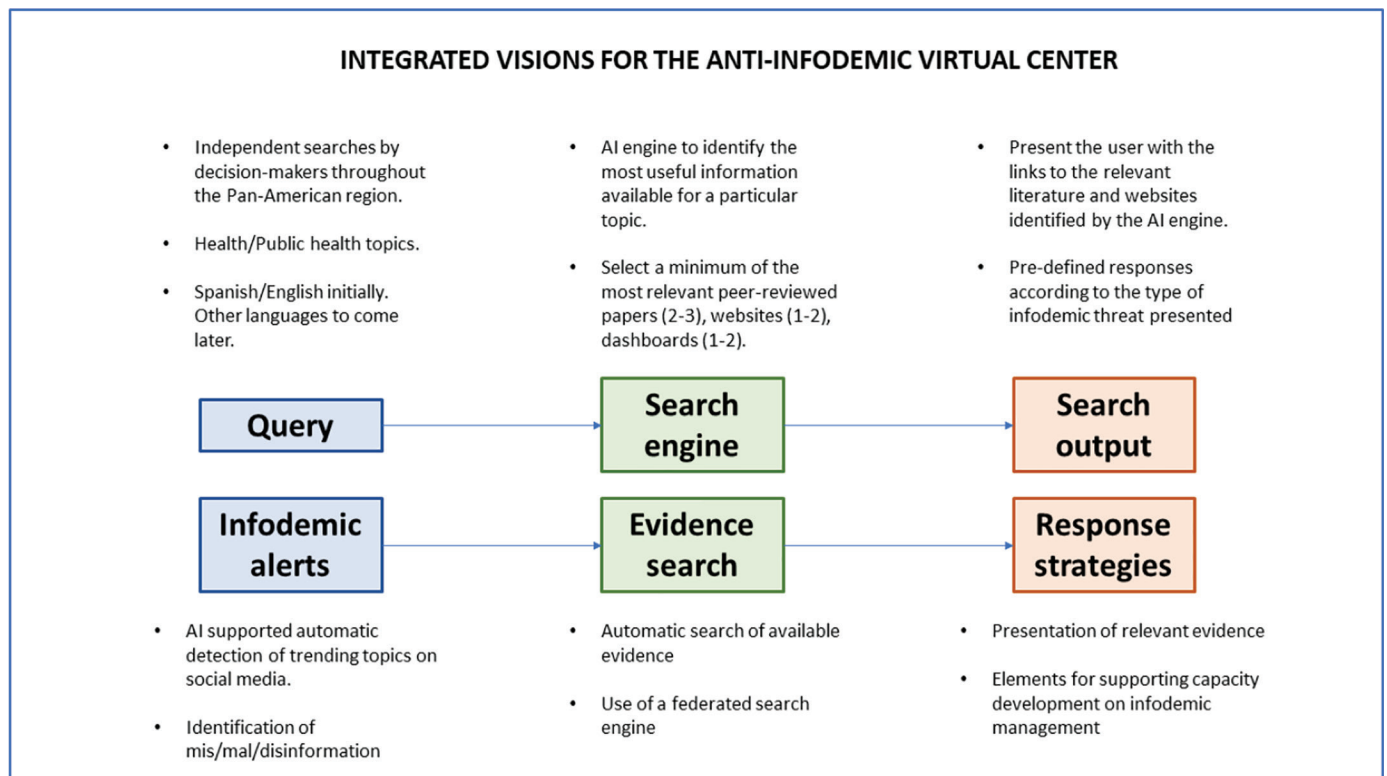 INTEGRATED VISIONS FOR THE ANTI-INFODEMIC VIRTUAL CENTER
• Independent searches by
decision-makers throughout
the Pan-American region.
• Health/Public health topics.
• Spanish/English initially.
Other languages to come
later.
• AI engine to identify the
most useful information
available for a particular
topic.
• Select a minimum of the
most relevant peer-reviewed
papers (2-3), websites (1-2),
dashboards (1-2).
• Present the user with the
links to the relevant
literature and websites
identified by the AI engine.
• Pre-defined responses
according to the type of
infodemic threat presented
Query
Search
engine
Search
output
Infodemic
alerts
Evidence
search
Response
strategies
• AI supported automatic
detection of trending topics on
social media.
• Identification of
mis/mal/disinformation
• Automatic search of available
evidence
• Use of a federated search
engine
• Presentation of relevant evidence
• Elements for supporting capacity
development on infodemic
management